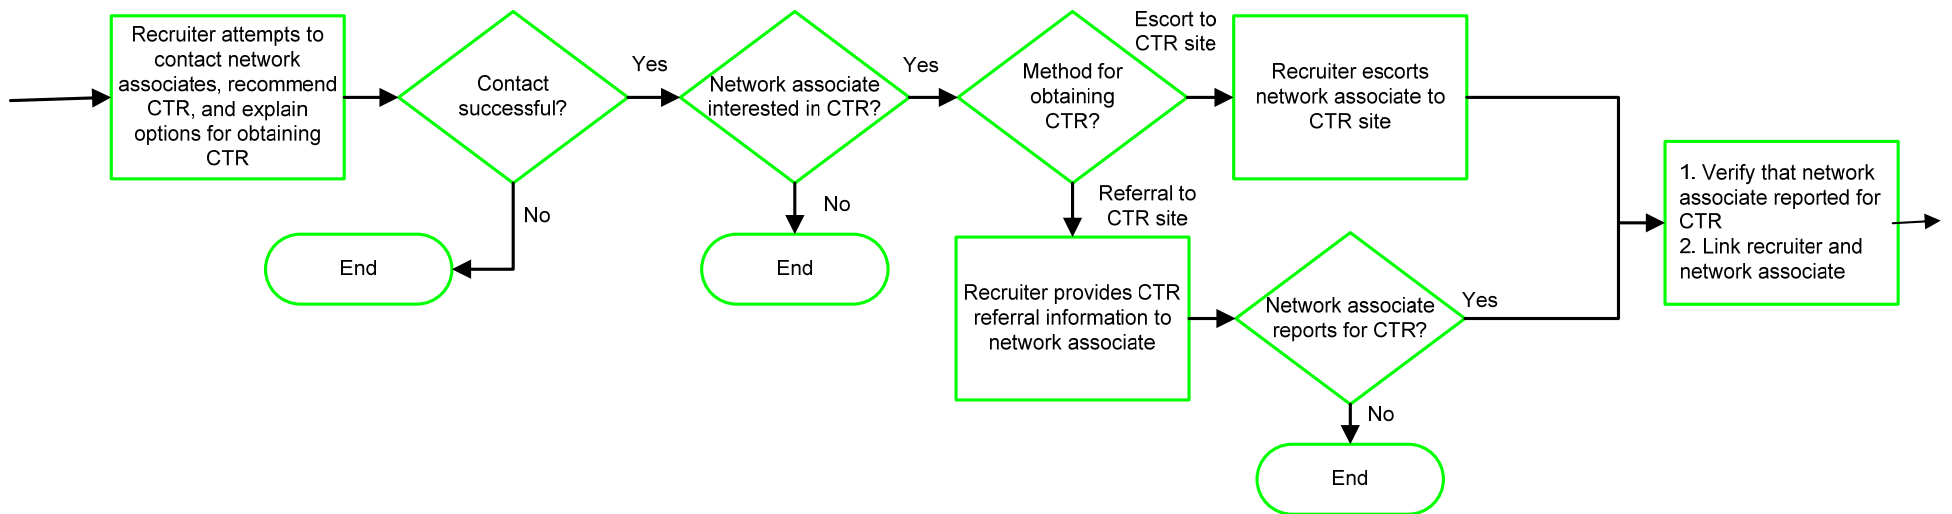 Recruiter attempts to
contact network
associates, recommend
CTR, and explain
options for obtaining
CTR
Contact
successful?
Yes
No
End
Network associate
interested in CTR?
Yes
No
End
Method for
obtaining
CTR?
Escort to
CTR site
Recruiter escorts
network associate to
CTR site
Referral to
CTR site
Recruiter provides CTR
referral information to
network associate
Network associate
reports for CTR?
Yes
No
End
1. Verify that network
associate reported for
CTR
2. Link recruiter and
network associate